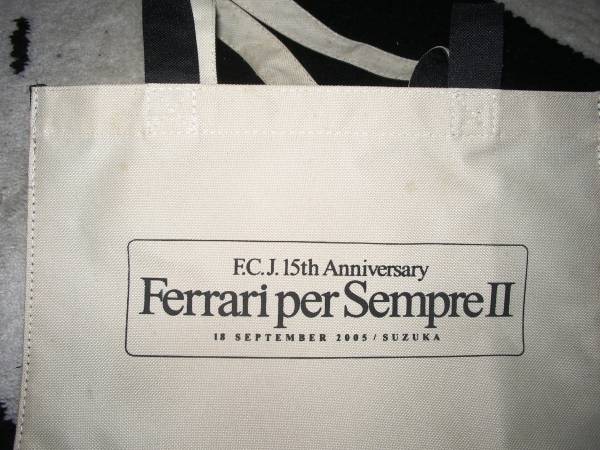 F.C.J. 15th Anniversary
Ferrari per Sempre II
18 SEPTEMBER 2005 / SUZUKA